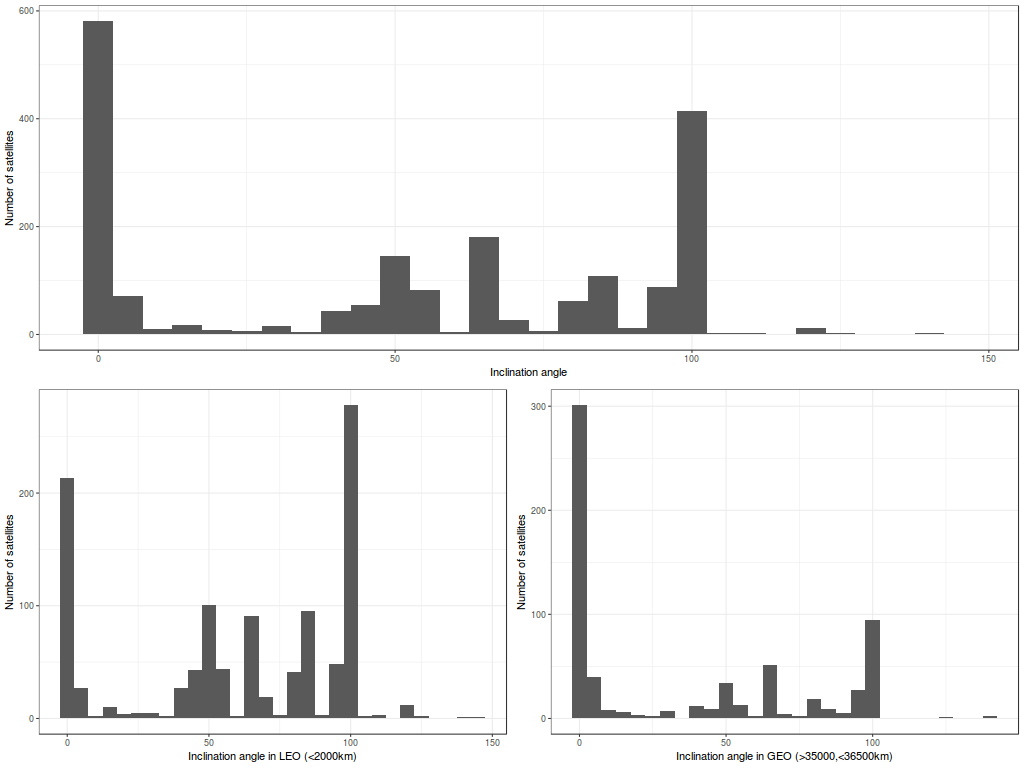 600
400
200
0
Number of satellites
0 50 100 150
Inclination angle
200
100
0
Number of satellites
0 50 100 150
Inclination angle in LEO (<2000km)
300
200
100
0
Number of satellites
0 50 100
Inclination angle in GEO (>35000,<36500km)